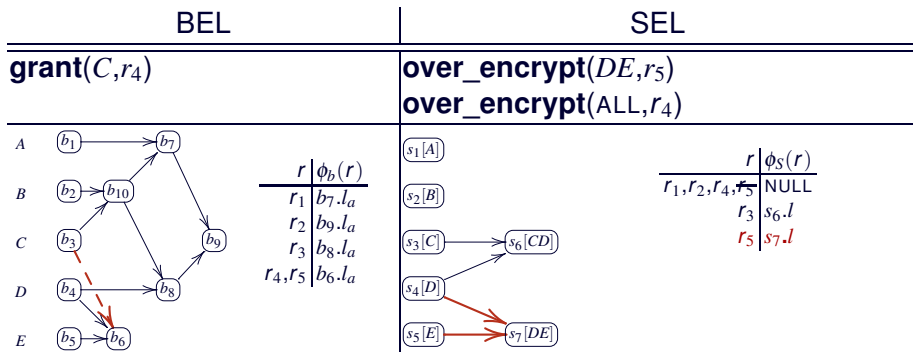 BEL SEL
grant(C,r4) over_encrypt(DE,r5)
over_encrypt(ALL,r4)
A b1 b7 s1[A]
r ϕb(r) r ϕS(r)
B b2 b10 r1 b7.la s2[B] r1,r2,r4,r5 NULL
r2 b9.la r3 s6.l
C b3 b9 r3 b8.la s3[C] s6[CD] r5 s7.l
r4,r5 b6.la
D b4 b8 s4[D]
E b5 b6 s5[E] s7[DE]